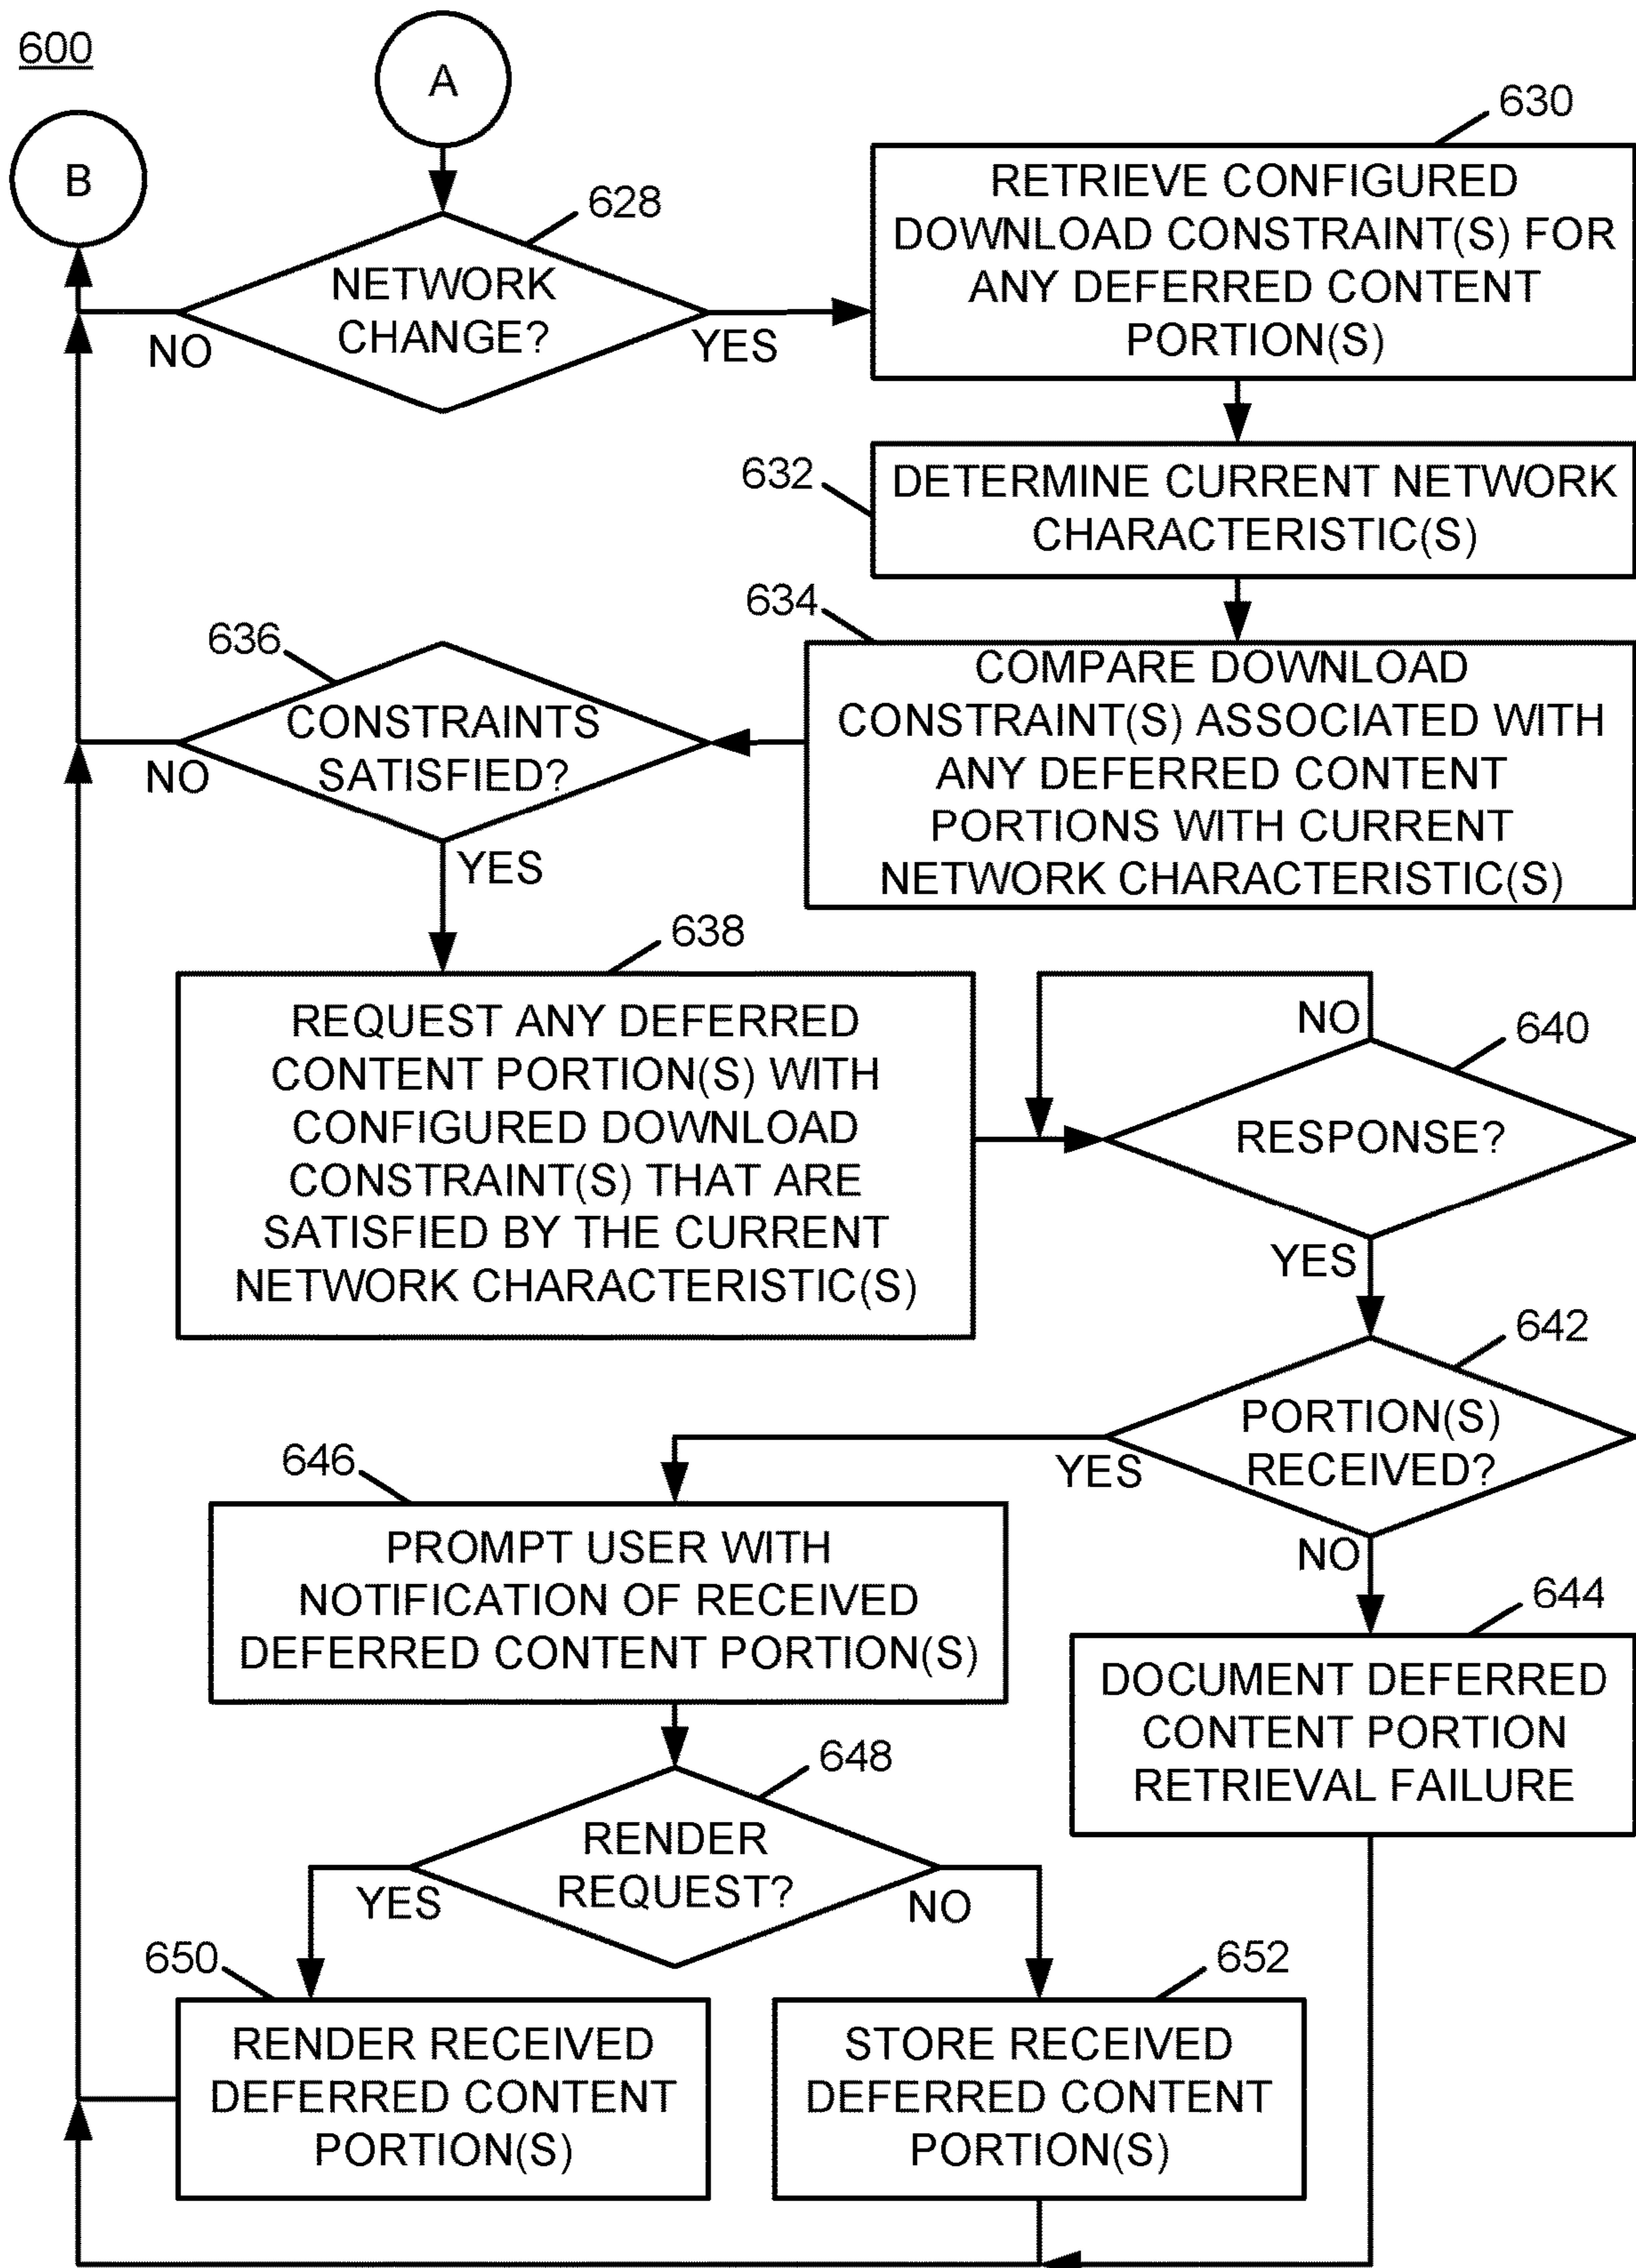 600
A
B
628
NETWORK
CHANGE?
NO
YES
630
RETRIEVE CONFIGURED
DOWNLOAD CONSTRAINT(S) FOR
ANY DEFERRED CONTENT
PORTION(S)
632
DETERMINE CURRENT NETWORK
CHARACTERISTIC(S)
634
COMPARE DOWNLOAD
CONSTRAINT(S) ASSOCIATED WITH
ANY DEFERRED CONTENT
PORTIONS WITH CURRENT
NETWORK CHARACTERISTIC(S)
636
CONSTRAINTS
SATISFIED?
NO
YES
638
REQUEST ANY DEFERRED
CONTENT PORTION(S) WITH
CONFIGURED DOWNLOAD
CONSTRAINT(S) THAT ARE
SATISFIED BY THE CURRENT
NETWORK CHARACTERISTIC(S)
NO
640
RESPONSE?
YES
642
PORTION(S)
RECEIVED?
YES
NO
644
DOCUMENT DEFERRED
CONTENT PORTION
RETRIEVAL FAILURE
646
PROMPT USER WITH
NOTIFICATION OF RECEIVED
DEFERRED CONTENT PORTION(S)
648
RENDER
REQUEST?
YES
NO
650
RENDER RECEIVED
DEFERRED CONTENT
PORTION(S)
652
STORE RECEIVED
DEFERRED CONTENT
PORTION(S)